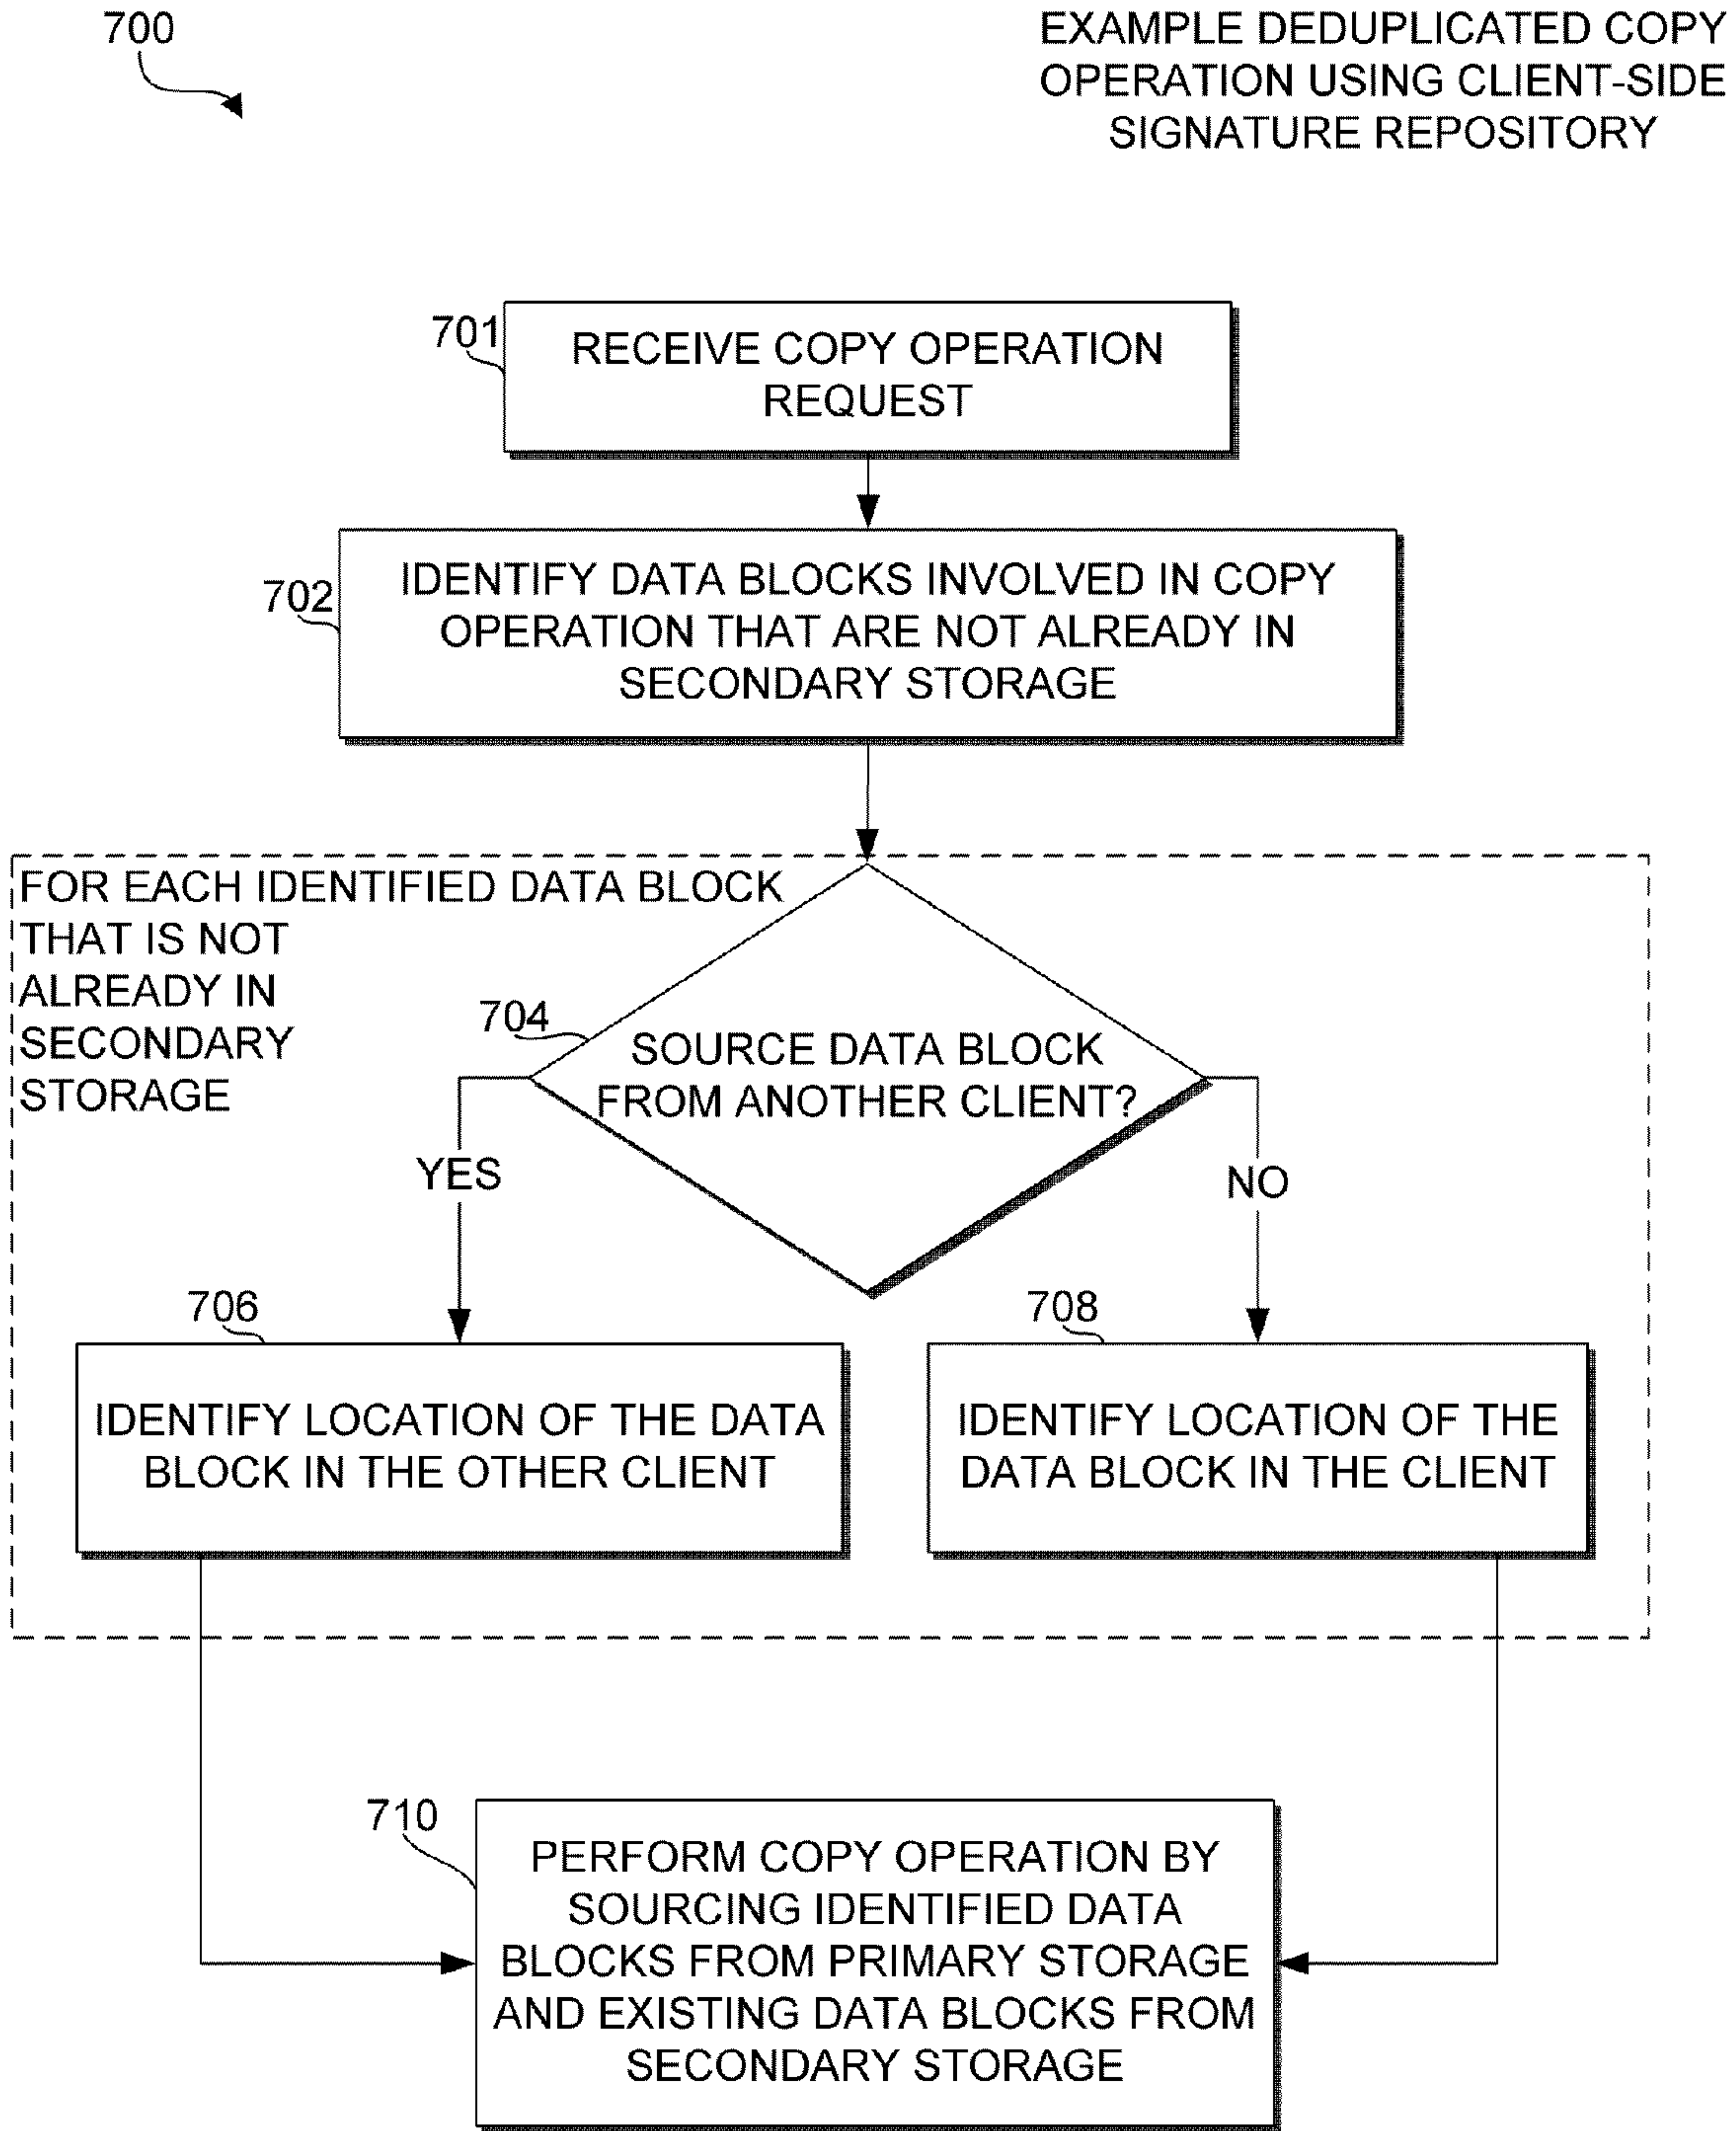 700
EXAMPLE DEDUPLICATED COPY
OPERATION USING CLIENT-SIDE
SIGNATURE REPOSITORY
701
RECEIVE COPY OPERATION
REQUEST
702
IDENTIFY DATA BLOCKS INVOLVED IN COPY
OPERATION THAT ARE NOT ALREADY IN
SECONDARY STORAGE
FOR EACH IDENTIFIED DATA BLOCK
THAT IS NOT
ALREADY IN
SECONDARY
STORAGE
704
SOURCE DATA BLOCK
FROM ANOTHER CLIENT?
YES
NO
706
IDENTIFY LOCATION OF THE DATA
BLOCK IN THE OTHER CLIENT
708
IDENTIFY LOCATION OF THE
DATA BLOCK IN THE CLIENT
710
PERFORM COPY OPERATION BY
SOURCING IDENTIFIED DATA
BLOCKS FROM PRIMARY STORAGE
AND EXISTING DATA BLOCKS FROM
SECONDARY STORAGE